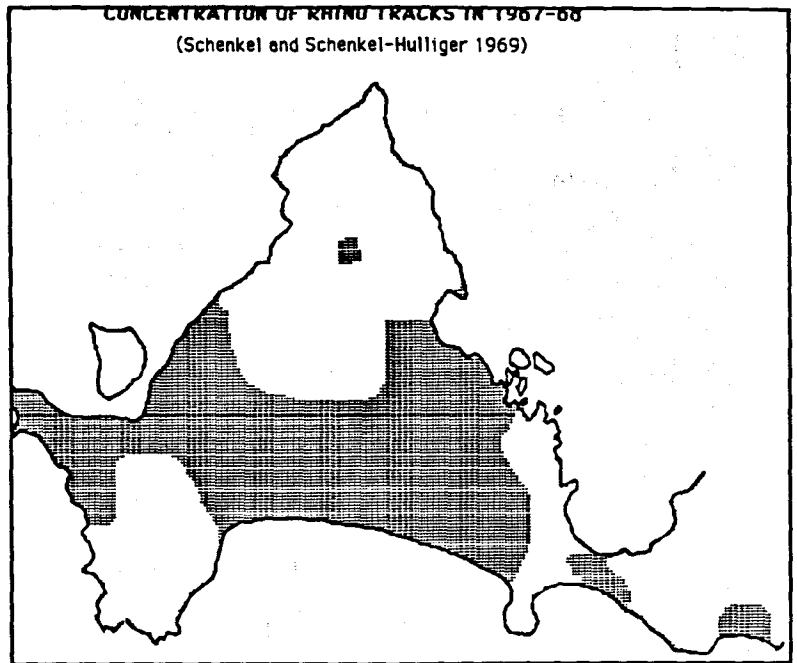 CONCENTRATION OF RHINO TRACKS IN 1967-68
(Schenkel and Schenkel-Hulliger 1969)